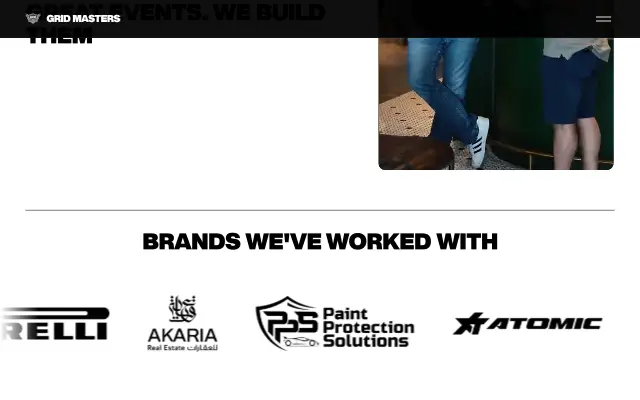 GREAT EVENTS. WE BUILD
THEM
GRID MASTERS
BRANDS WE'VE WORKED WITH
RELLI
AKARIA
Real Estate للعقارات
PPS Paint
Protection
Solutions
ATOMIC